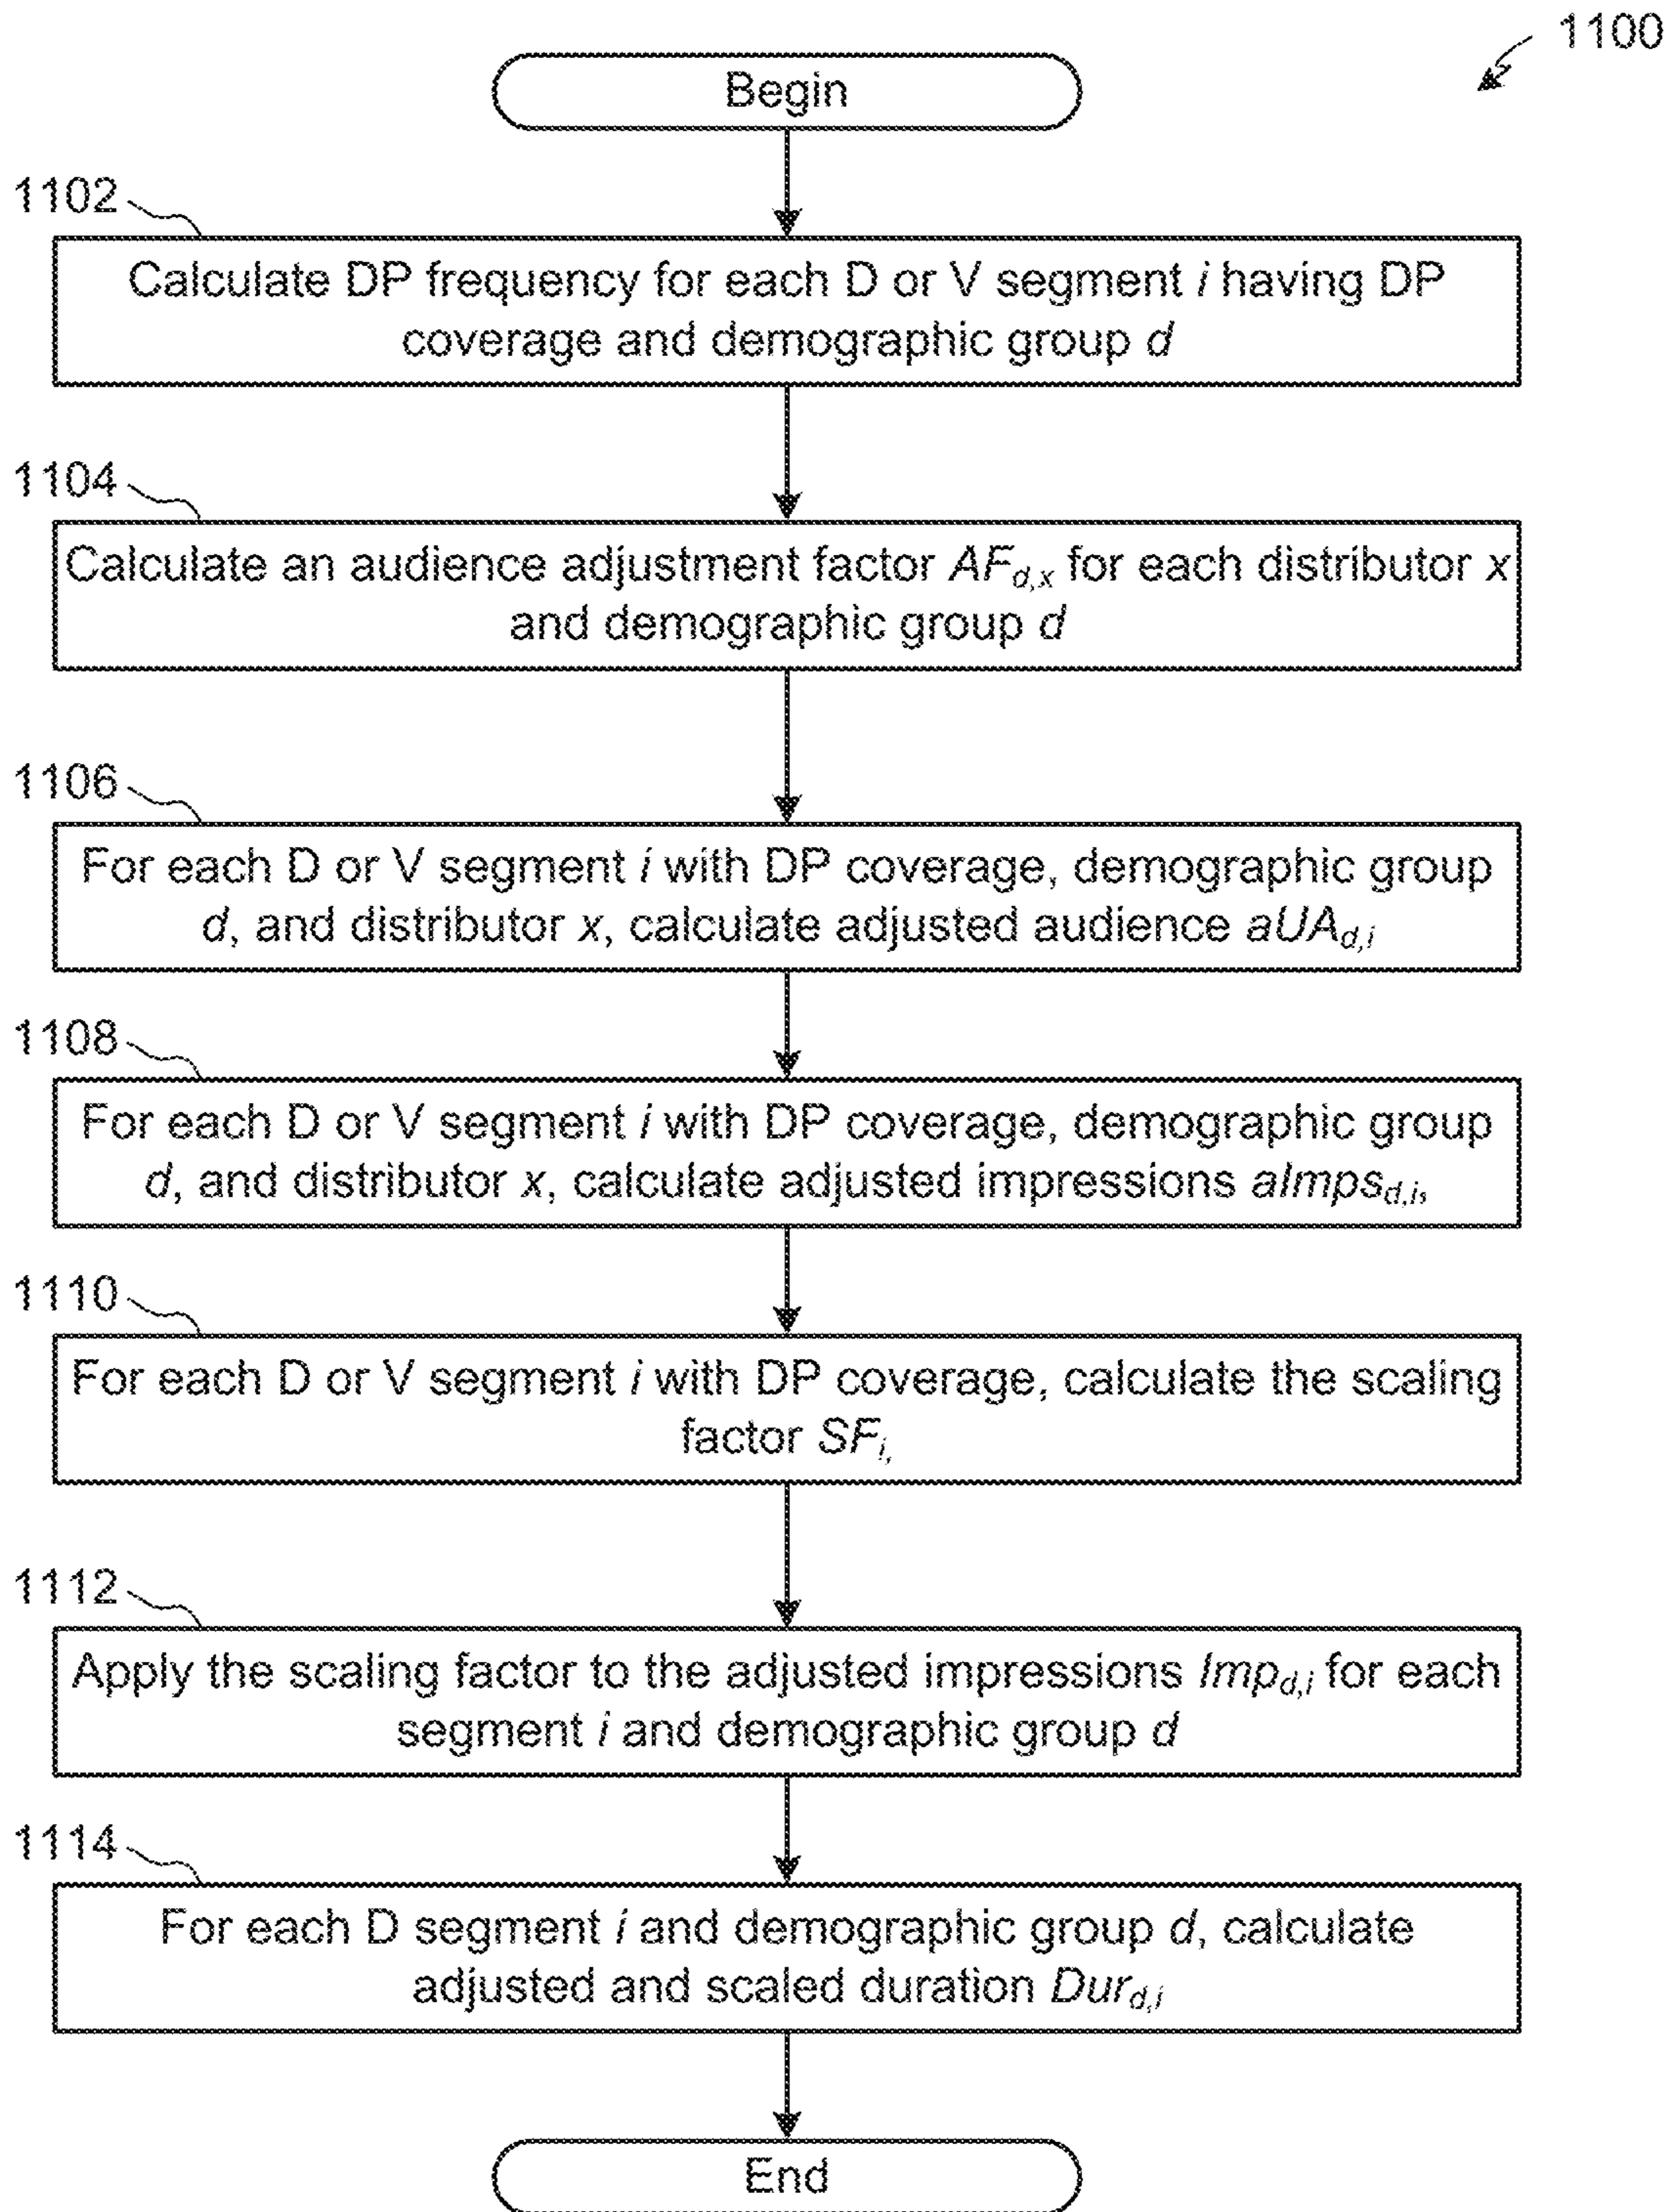 1100
Begin
1102
Calculate DP frequency for each D or V segment i having DP
coverage and demographic group d
1104
Calculate an audience adjustment factor AFd,x for each distributor x
and demographic group d
1106
For each D or V segment i with DP coverage, demographic group
d, and distributor x, calculate adjusted audience aUAd,i
1108
For each D or V segment i with DP coverage, demographic group
d, and distributor x, calculate adjusted impressions aImpsd,i,
1110
For each D or V segment i with DP coverage, calculate the scaling
factor SFi,
1112
Apply the scaling factor to the adjusted impressions Impd,i for each
segment i and demographic group d
1114
For each D segment i and demographic group d, calculate
adjusted and scaled duration Durd,i
End